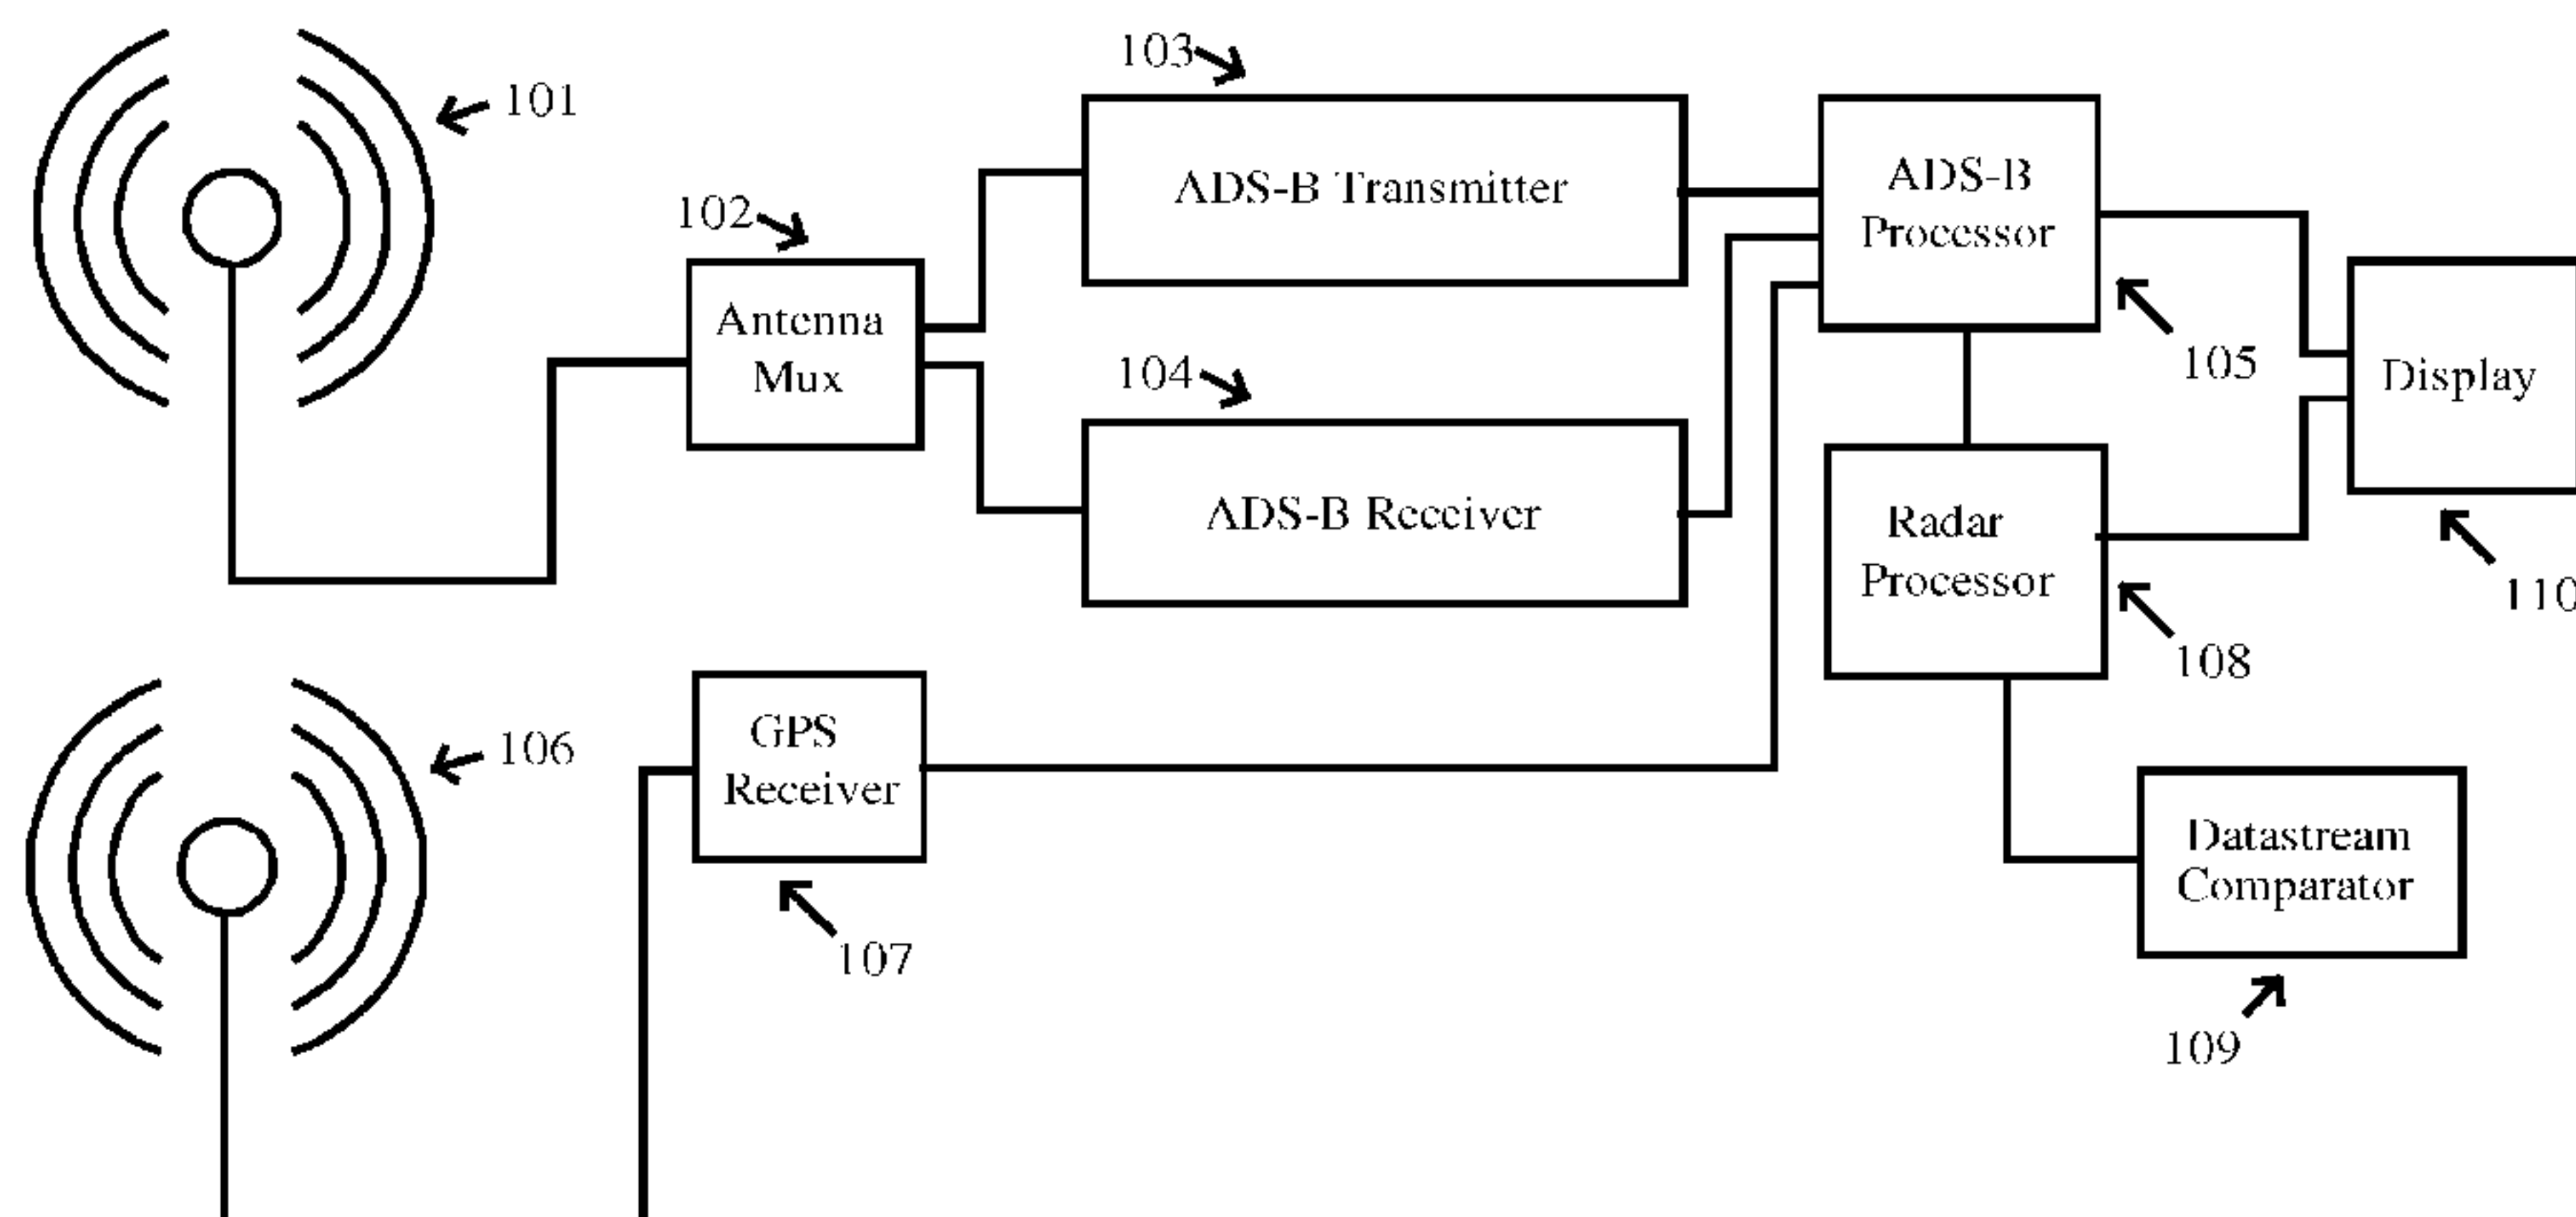 103
101
ADS-B Transmitter
ADS-B
Processor
102
Antenna
Mux
104
105
Display
ADS-B Receiver
Radar
Processor
110
108
GPS
Receiver
106
107
Datastream
Comparator
109